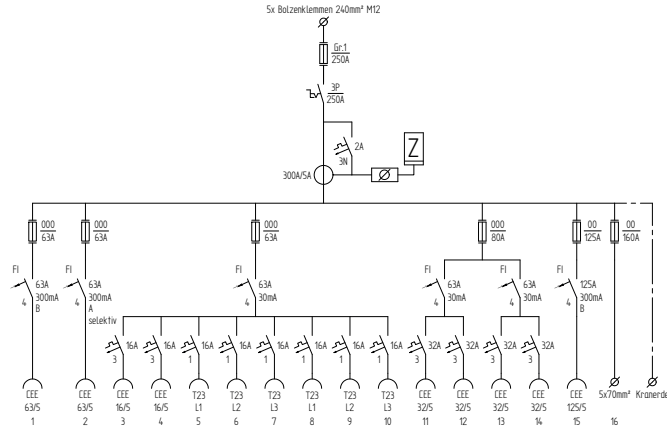 5x Bolzenklemmen 240mm² M12
Gr.1
250A
3P
250A
2A
3N
Z
300A/5A
000
63A
000
63A
000
63A
000
80A
00
125A
00
160A
FI
63A
300mA
4
B
FI
63A
300mA
4
A
selektiv
FI
63A
30mA
4
FI
63A
30mA
4
FI
63A
30mA
4
FI
125A
300mA
4
B
16A 16A 16A 16A 16A 16A 16A 16A 32A 32A 32A 32A
3 3 1 1 1 1 1 1 3 3 3 3
CEE CEE CEE CEE T23 T23 T23 T23 T23 T23 CEE CEE CEE CEE CEE 5x70mm² Kranerde
63/5 63/5 16/5 16/5 L1 L2 L3 L1 L2 L3 32/5 32/5 32/5 32/5 125/5
1 2 3 4 5 6 7 8 9 10 11 12 13 14 15 16